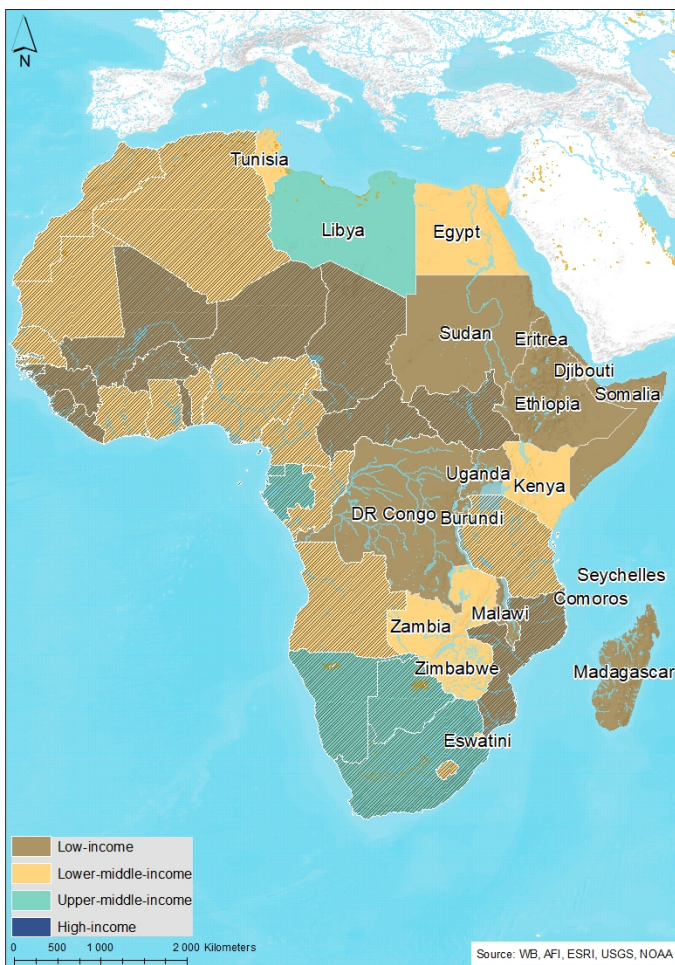 N
Tunisia
Libya
Egypt
Sudan
Eritrea
Djibouti
Somalia
Ethiopia
Uganda
Kenya
DR Congo
Burundi
Seychelles
Comoros
Malawi
Zambia
Zimbabwe
Madagascar
Eswatini
Low-income
Lower-middle-income
Upper-middle-income
High-income
0 500 1 000 2 000 Kilometers
Source: WB, AFI, ESRI, USGS, NOAA